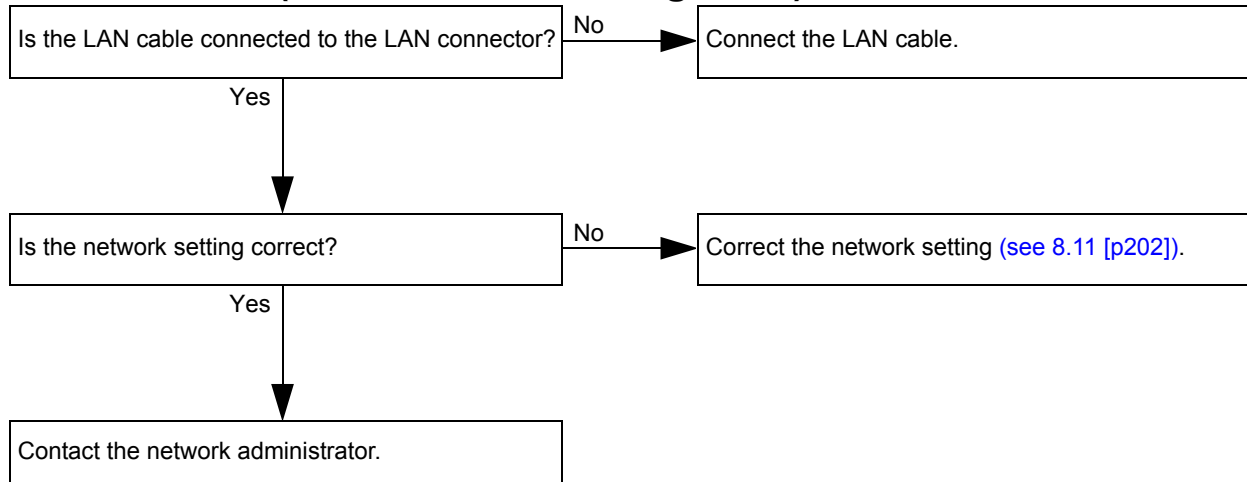 Is the LAN cable connected to the LAN connector?
No
Connect the LAN cable.
Yes
Is the network setting correct?
No
Correct the network setting (see 8.11 [p202]).
Yes
Contact the network administrator.